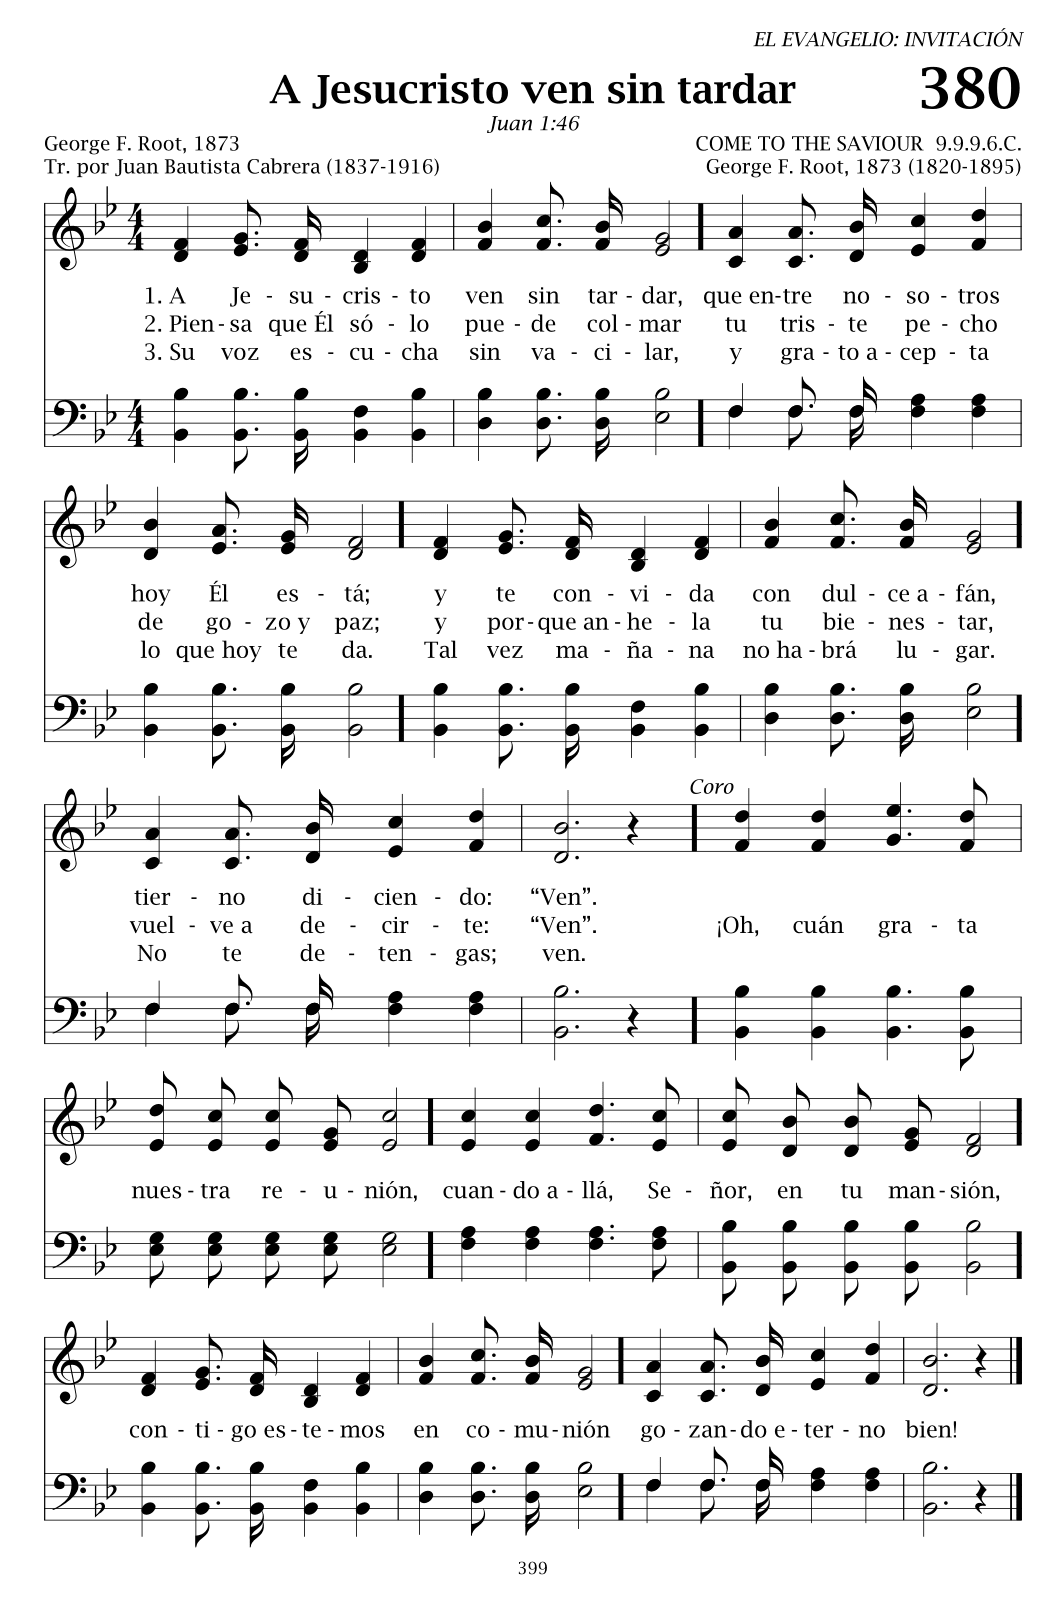 EL EVANGELIO: INVITACIÓN
A Jesucristo ven sin tardar 380
Juan 1:46
George F. Root, 1873 COME TO THE SAVIOUR 9.9.9.6.C.
Tr. por Juan Bautista Cabrera (1837-1916) George F. Root, 1873 (1820-1895)
1. A Je - su - cris - to ven sin tar - dar, que en-tre no - so - tros
2. Pien - sa que Él só - lo pue - de col - mar tu tris - te pe - cho
3. Su voz es - cu - cha sin va - ci - lar, y gra - to a - cep - ta
hoy Él es - tá; y te con - vi - da con dul - ce a - fán,
de go - zo y paz; y por - que an - he - la tu bie - nes - tar,
lo que hoy te da. Tal vez ma - ña - na no ha - brá lu - gar.
Coro
tier - no di - cien - do: “Ven”.
vuel - ve a de - cir - te: “Ven”. ¡Oh, cuán gra - ta
No te de - ten - gas; ven.
nues - tra re - u - nión, cuan - do a - llá, Se - ñor, en tu man - sión,
con - ti - go es - te - mos en co - mu - nión go - zan - do e - ter - no bien!
399